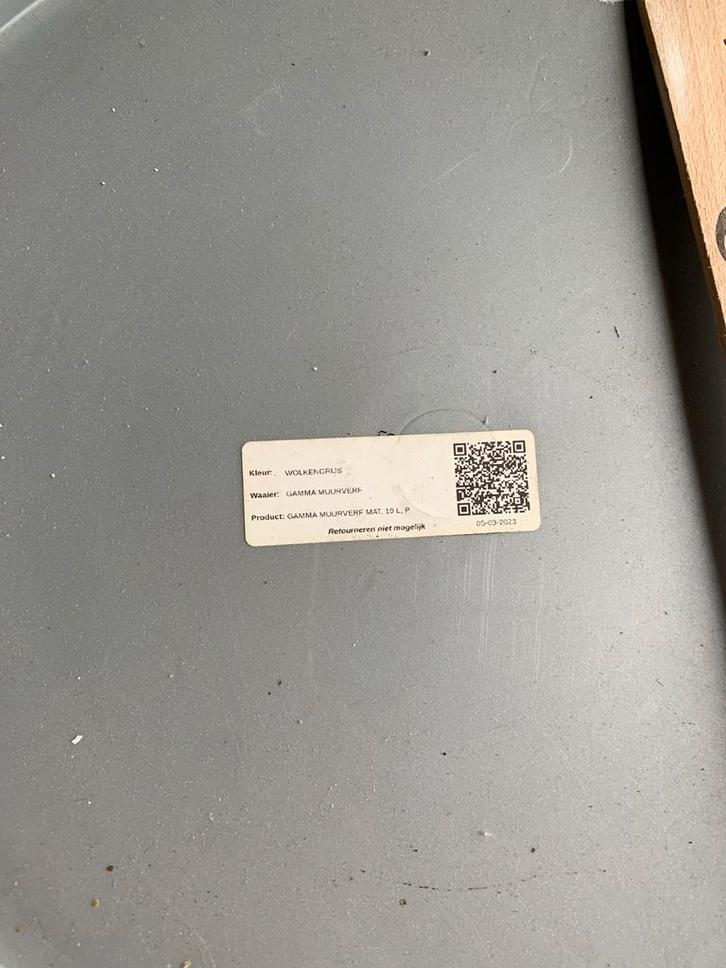 Kleur: WOLKENGRIJS
Waaier: GAMMA MUURVERF
Product: GAMMA MUURVERF MAT, 10 L, P
Retourneren niet mogelijk
05-03-2023